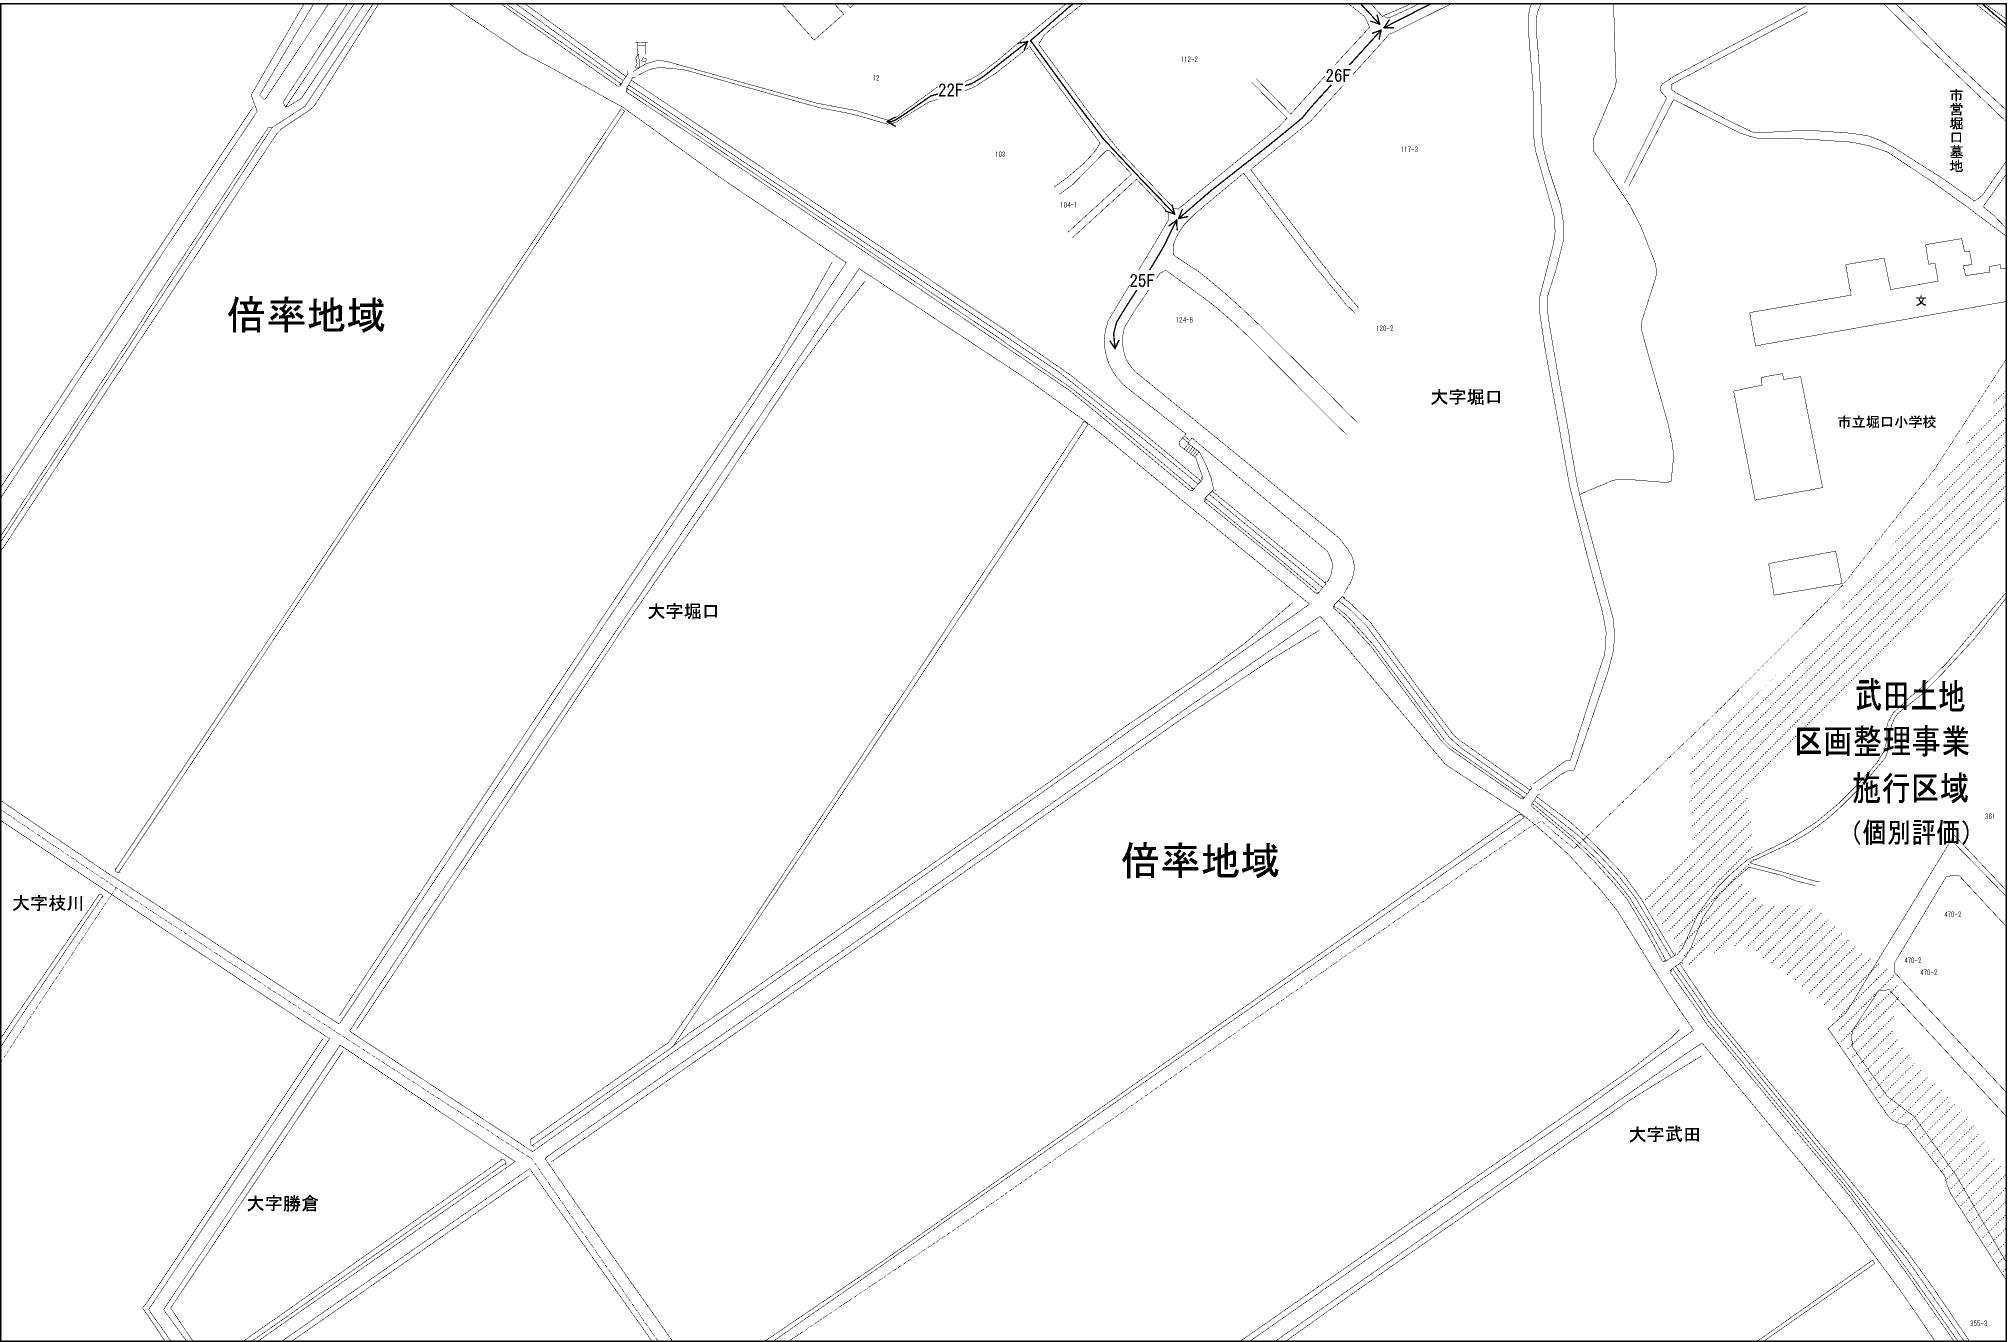 22F
26F
12
112-2
市営堀口墓地
103
117-3
104-1
25F
倍率地域
文
124-6
120-2
大字堀口
市立堀口小学校
大字堀口
武田土地
区画整理事業
施行区域
（個別評価）
361
倍率地域
大字枝川
470-2
470-2
470-2
大字武田
大字勝倉
355-3